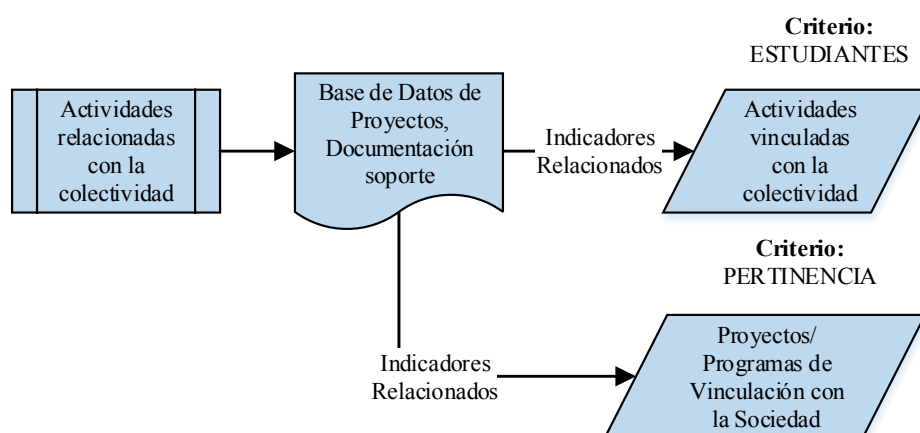 Criterio:
ESTUDIANTES
Actividades
relacionadas
con la
colectividad
Base de Datos de
Proyectos,
Documentación
soporte
Indicadores
Relacionados
Actividades
vinculadas
con la
colectividad
Criterio:
PERTINENCIA
Indicadores
Relacionados
Proyectos/
Programas de
Vinculación con
la Sociedad